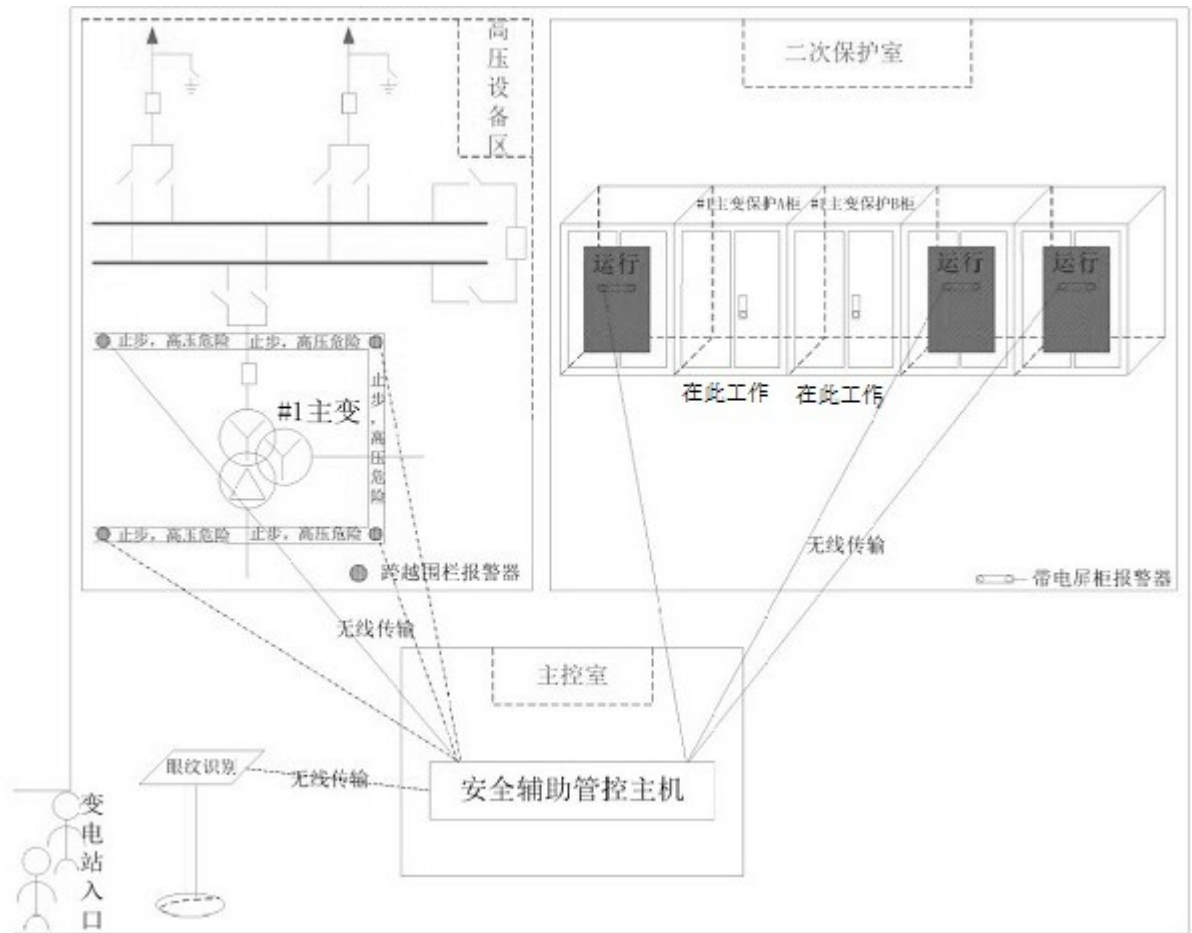 高压设备区
二次保护室
#1主变保护A柜 #1主变保护B柜
运行
运行
运行
在此工作
在此工作
止步，高压危险
止步，高压危险
止步，高压危险
#1主变
止步，高压危险
止步，高压危险
跨越围栏报警器
无线传输
带电屏柜报警器
无线传输
主控室
眼纹识别
无线传输
安全辅助管控主机
变电站入口